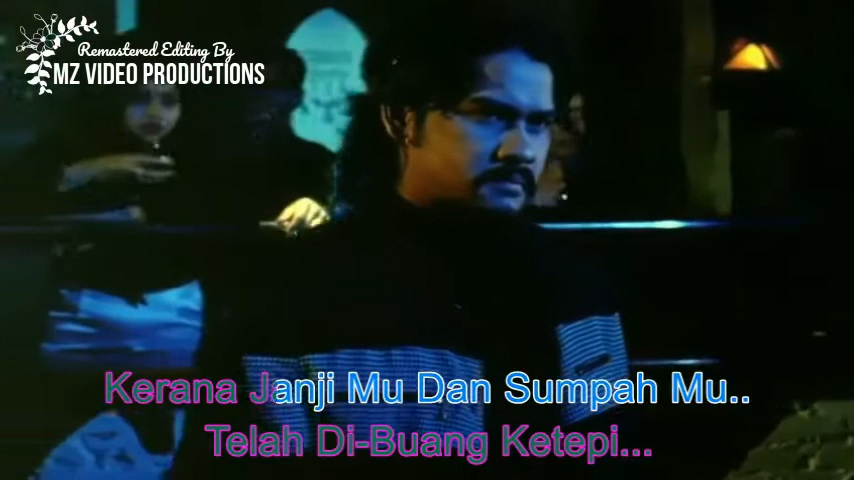 Remastered Editing By
MZ VIDEO PRODUCTIONS
Kerana Janji Mu Dan Sumpah Mu..
Telah Di-Buang Ketepi...